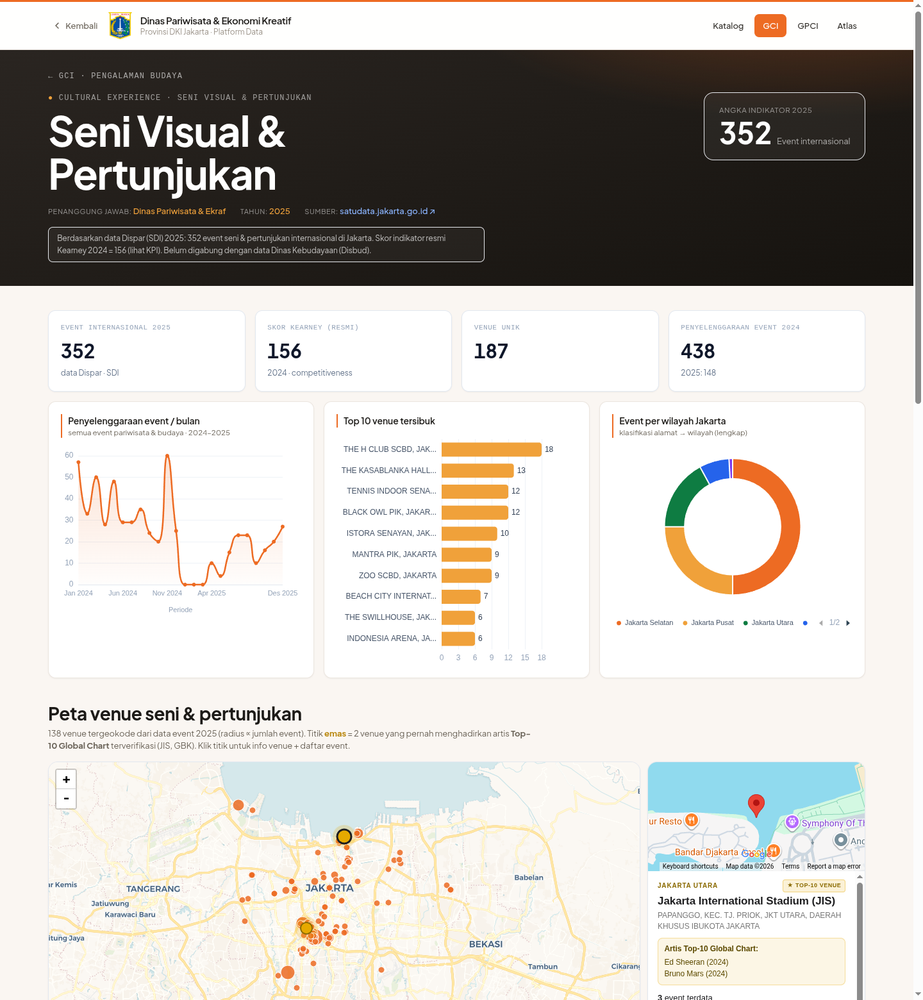 Kembali
Dinas Pariwisata & Ekonomi Kreatif
Provinsi DKI Jakarta · Platform Data
Katalog
GCI
GPCI
Atlas
← GCI · PENGALAMAN BUDAYA
● CULTURAL EXPERIENCE · SENI VISUAL & PERTUNJUKAN
Seni Visual &
Pertunjukan
ANGKA INDIKATOR 2025
352 Event internasional
PENANGGUNG JAWAB: Dinas Pariwisata & Ekraf TAHUN: 2025 SUMBER: satudata.jakarta.go.id ↗
Berdasarkan data Dispar (SDI) 2025: 352 event seni & pertunjukan internasional di Jakarta. Skor indikator resmi
Kearney 2024 = 156 (lihat KPI). Belum digabung dengan data Dinas Kebudayaan (Disbud).
EVENT INTERNASIONAL 2025
352
data Dispar · SDI
SKOR KEARNEY (RESMI)
156
2024 · competitiveness
VENUE UNIK
187
PENYELENGGARAAN EVENT 2024
438
2025: 148
Penyelenggaraan event / bulan
semua event pariwisata & budaya · 2024–2025
60
50
40
30
20
10
0
Jan 2024 Jun 2024 Nov 2024 Apr 2025 Des 2025
Periode
Top 10 venue tersibuk
THE H CLUB SCBD, JAK... 18
THE KASABLANKA HALL... 13
TENNIS INDOOR SENA... 12
BLACK OWL PIK, JAKAR... 12
ISTORA SENAYAN, JAK... 10
MANTRA PIK, JAKARTA 9
ZOO SCBD, JAKARTA 9
BEACH CITY INTERNAT... 7
THE SWILLHOUSE, JAK... 6
INDONESIA ARENA, JA... 6
0 3 6 9 12 15 18
Event per wilayah Jakarta
klasifikasi alamat → wilayah (lengkap)
Jakarta Selatan Jakarta Pusat Jakarta Utara 1/2
Peta venue seni & pertunjukan
138 venue tergeokode dari data event 2025 (radius ∝ jumlah event). Titik emas = 2 venue yang pernah menghadirkan artis Top-
10 Global Chart terverifikasi (JIS, GBK). Klik titik untuk info venue + daftar event.
+
-
Babelan
ar Kemis
TANGERANG
JAKARTA
Jatiuwung
Karawaci Baru
itung Jaya
BEKASI
Tambun
Cikarang
ur Resto
Symphony Of Th
Bandar Djakarta Ancol
Google
Anc
Keyboard shortcuts Map data ©2026 Terms Report a map error
JAKARTA UTARA
★ TOP-10 VENUE
Jakarta International Stadium (JIS)
PAPANGGO, KEC. TJ. PRIOK, JKT UTARA, DAERAH
KHUSUS IBUKOTA JAKARTA
Artis Top-10 Global Chart:
Ed Sheeran (2024)
Bruno Mars (2024)
3 event terdata